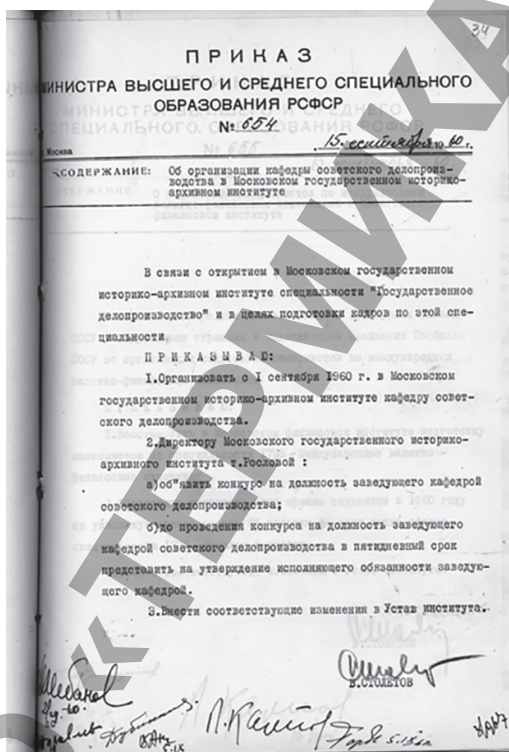 34
ПРИКАЗ
МИНИСТРА ВЫСШЕГО И СРЕДНЕГО СПЕЦИАЛЬНОГО
ОБРАЗОВАНИЯ РСФСР
№ 654
Москва
15 сентября 1960 г.
СОДЕРЖАНИЕ: Об организации кафедры советского делопроиз-
водства в Московском государственном историко-
архивном институте
В связи с открытием в Московском государственном
историко-архивном институте специальности "Государственное
делопроизводство" и в целях подготовки кадров по этой спе-
циальности
ПРИКАЗЫВАЮ:
1.Организовать с I сентября 1960 г. в Московском
государственном историко-архивном институте кафедру совет-
ского делопроизводства.
2.Директору Московского государственного историко-
архивного института т.Рословой :
а)об"явить конкурс на должность заведующего кафедрой
советского делопроизводства;
б)до проведения конкурса на должность заведующего
кафедрой советского делопроизводства в пятидневный срок
представить на утверждение исполняющего обязанности заведую-
щего кафедрой.
3.Внести соответствующие изменения в Устав института.
В.СТОЛЕТОВ
« ТЕРМИКА